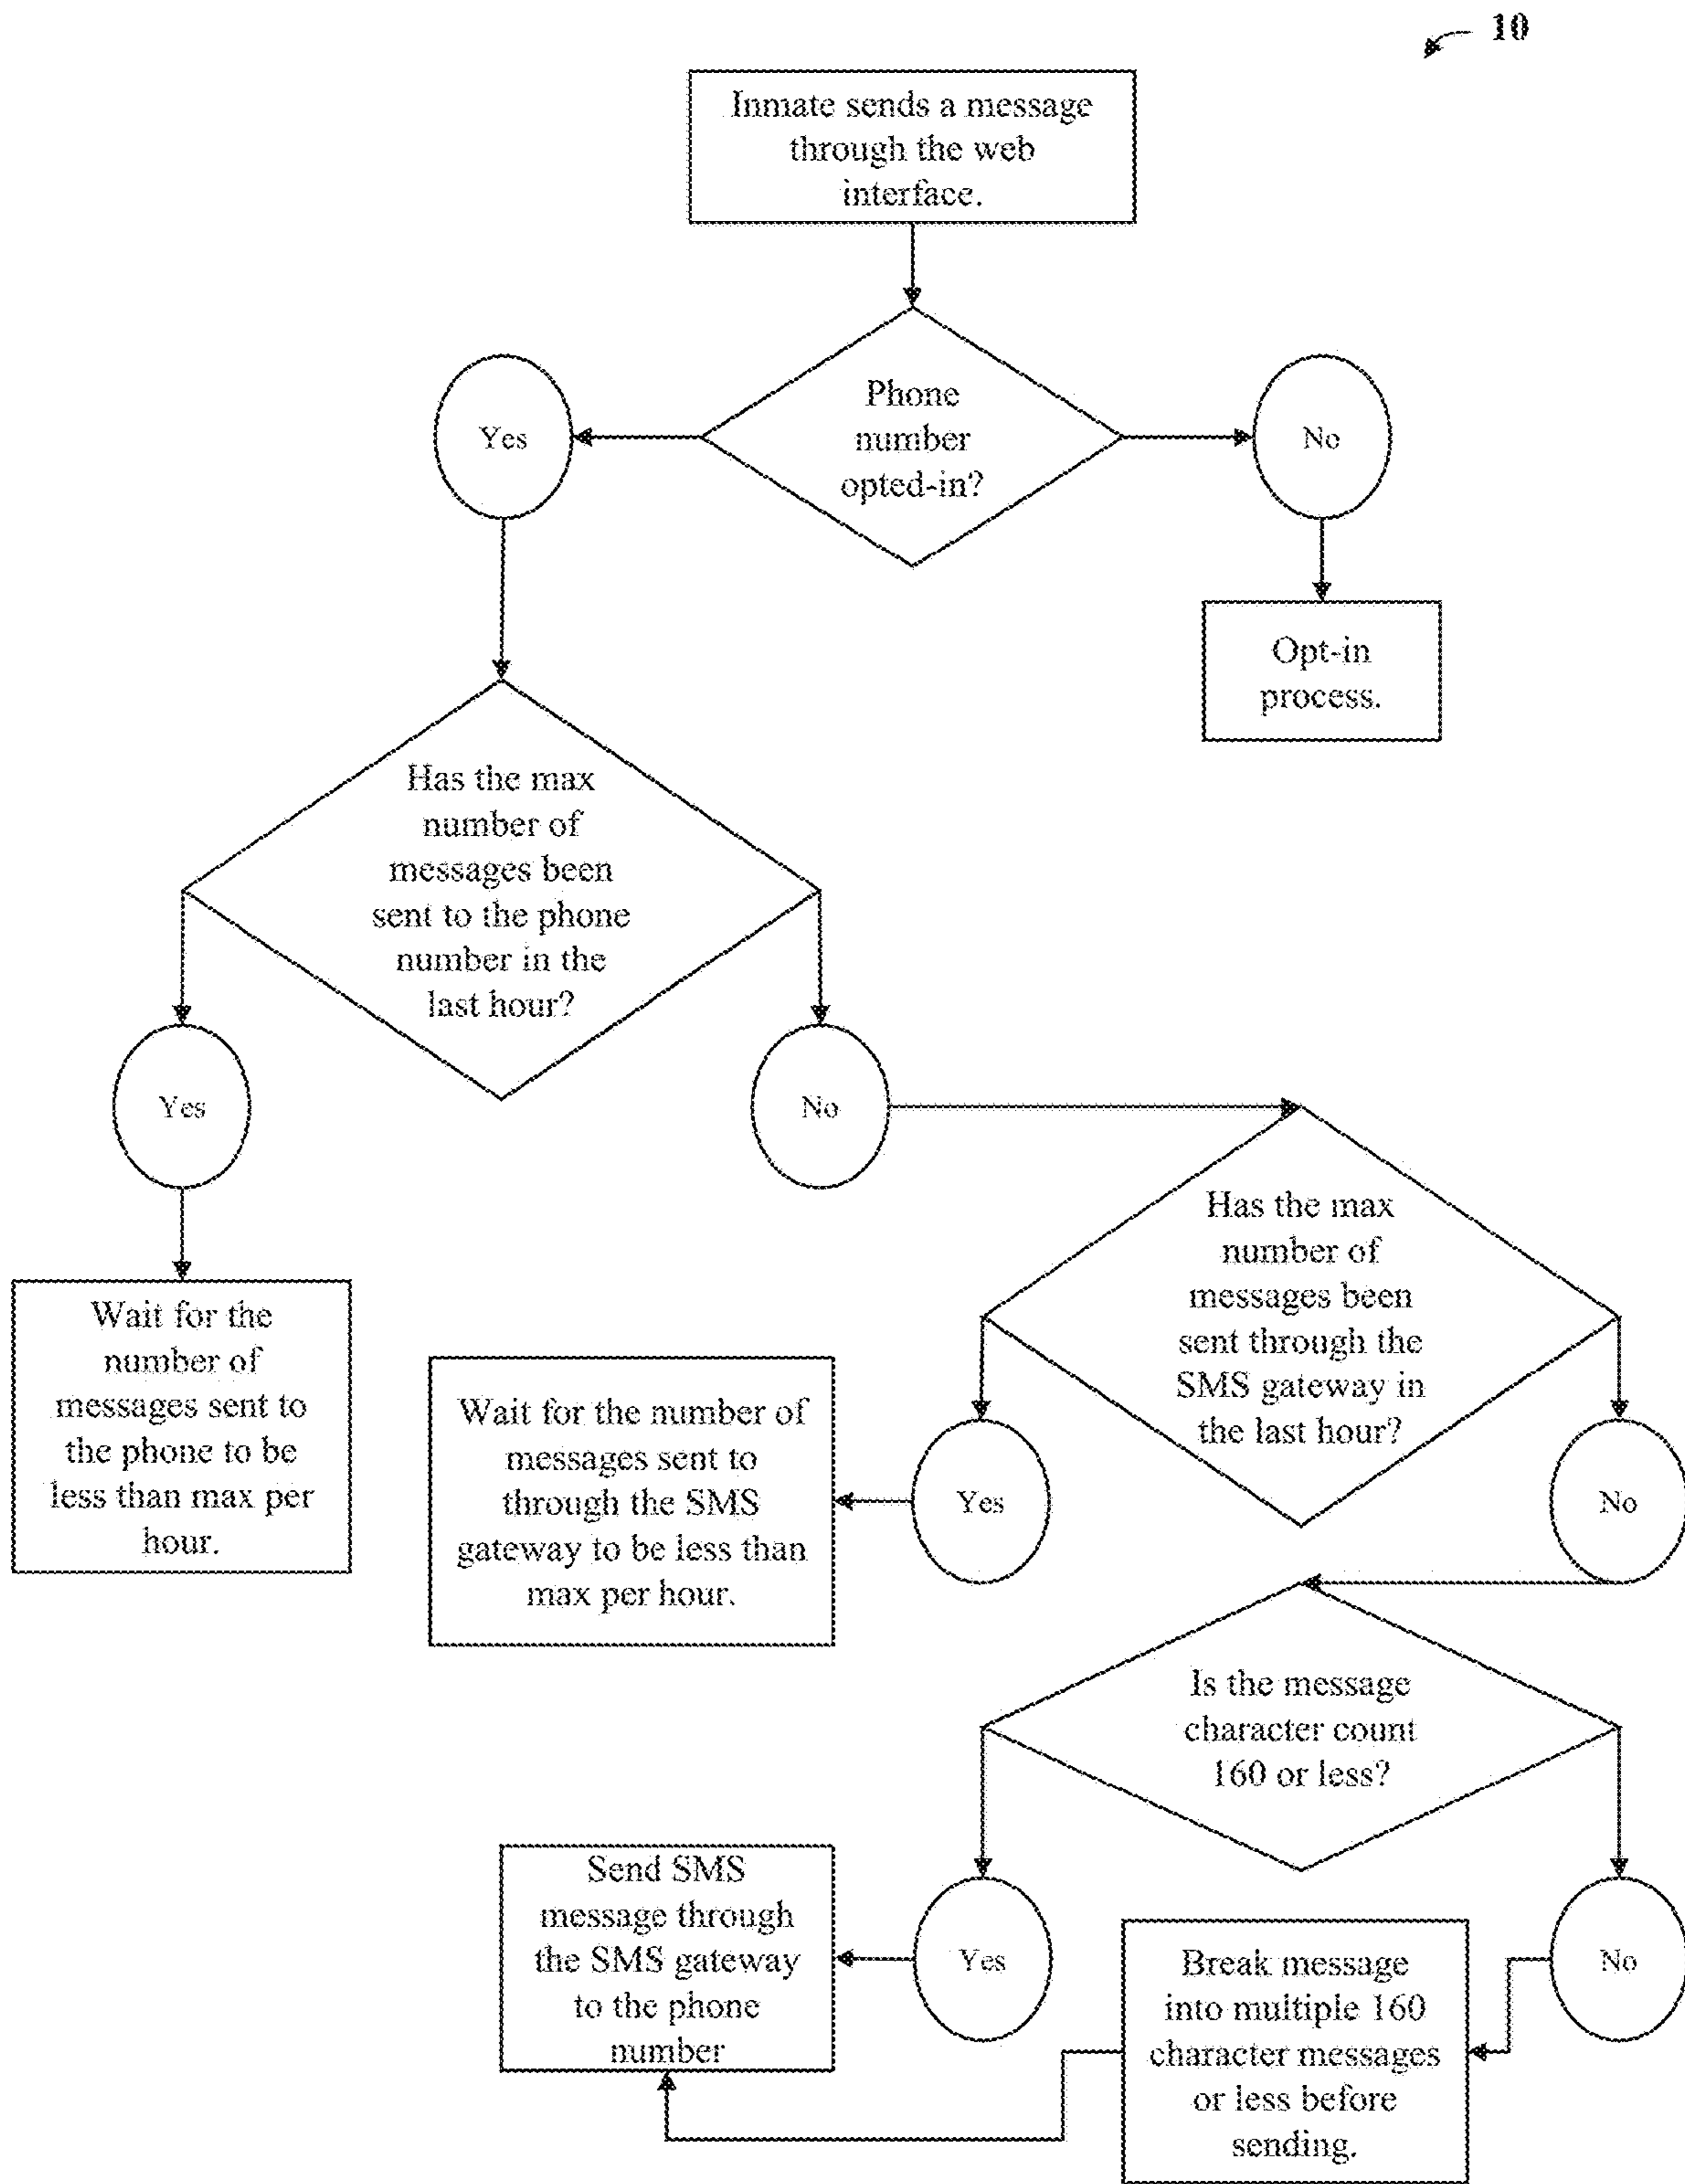 10
Inmate sends a message
through the web
interface.
Phone
number
opted-in?
Yes
No
Opt-in
process.
Has the max
number of
messages been
sent to the phone
number in the
last hour?
Yes
No
Has the max
number of
messages been
sent through the
SMS gateway in
the last hour?
Wait for the
number of
messages sent to
the phone to be
less than max per
hour.
Wait for the number of
messages sent to
through the SMS
gateway to be less than
max per hour.
Yes
No
Is the message
character count
160 or less?
Send SMS
message through
the SMS gateway
to the phone
number
Yes
Break message
into multiple 160
character messages
or less before
sending.
No